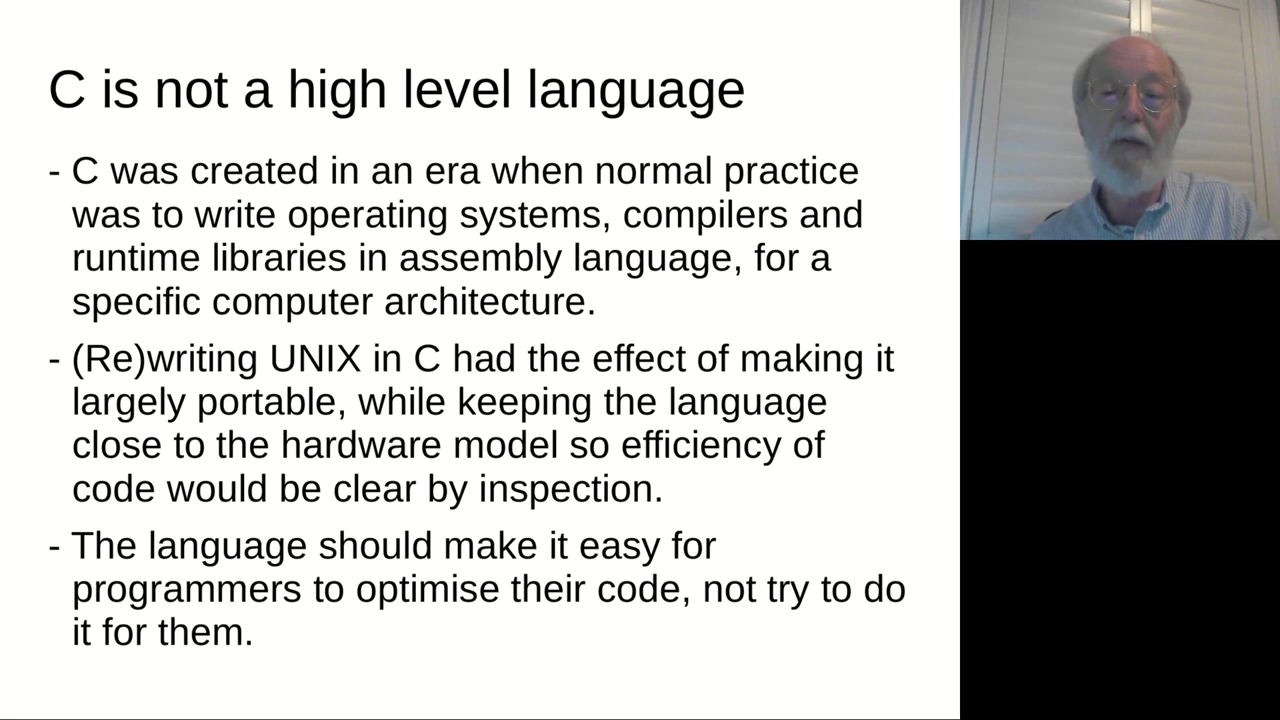 C is not a high level language
- C was created in an era when normal practice
was to write operating systems, compilers and
runtime libraries in assembly language, for a
specific computer architecture.
- (Re)writing UNIX in C had the effect of making it
largely portable, while keeping the language
close to the hardware model so efficiency of
code would be clear by inspection.
- The language should make it easy for
programmers to optimise their code, not try to do
it for them.